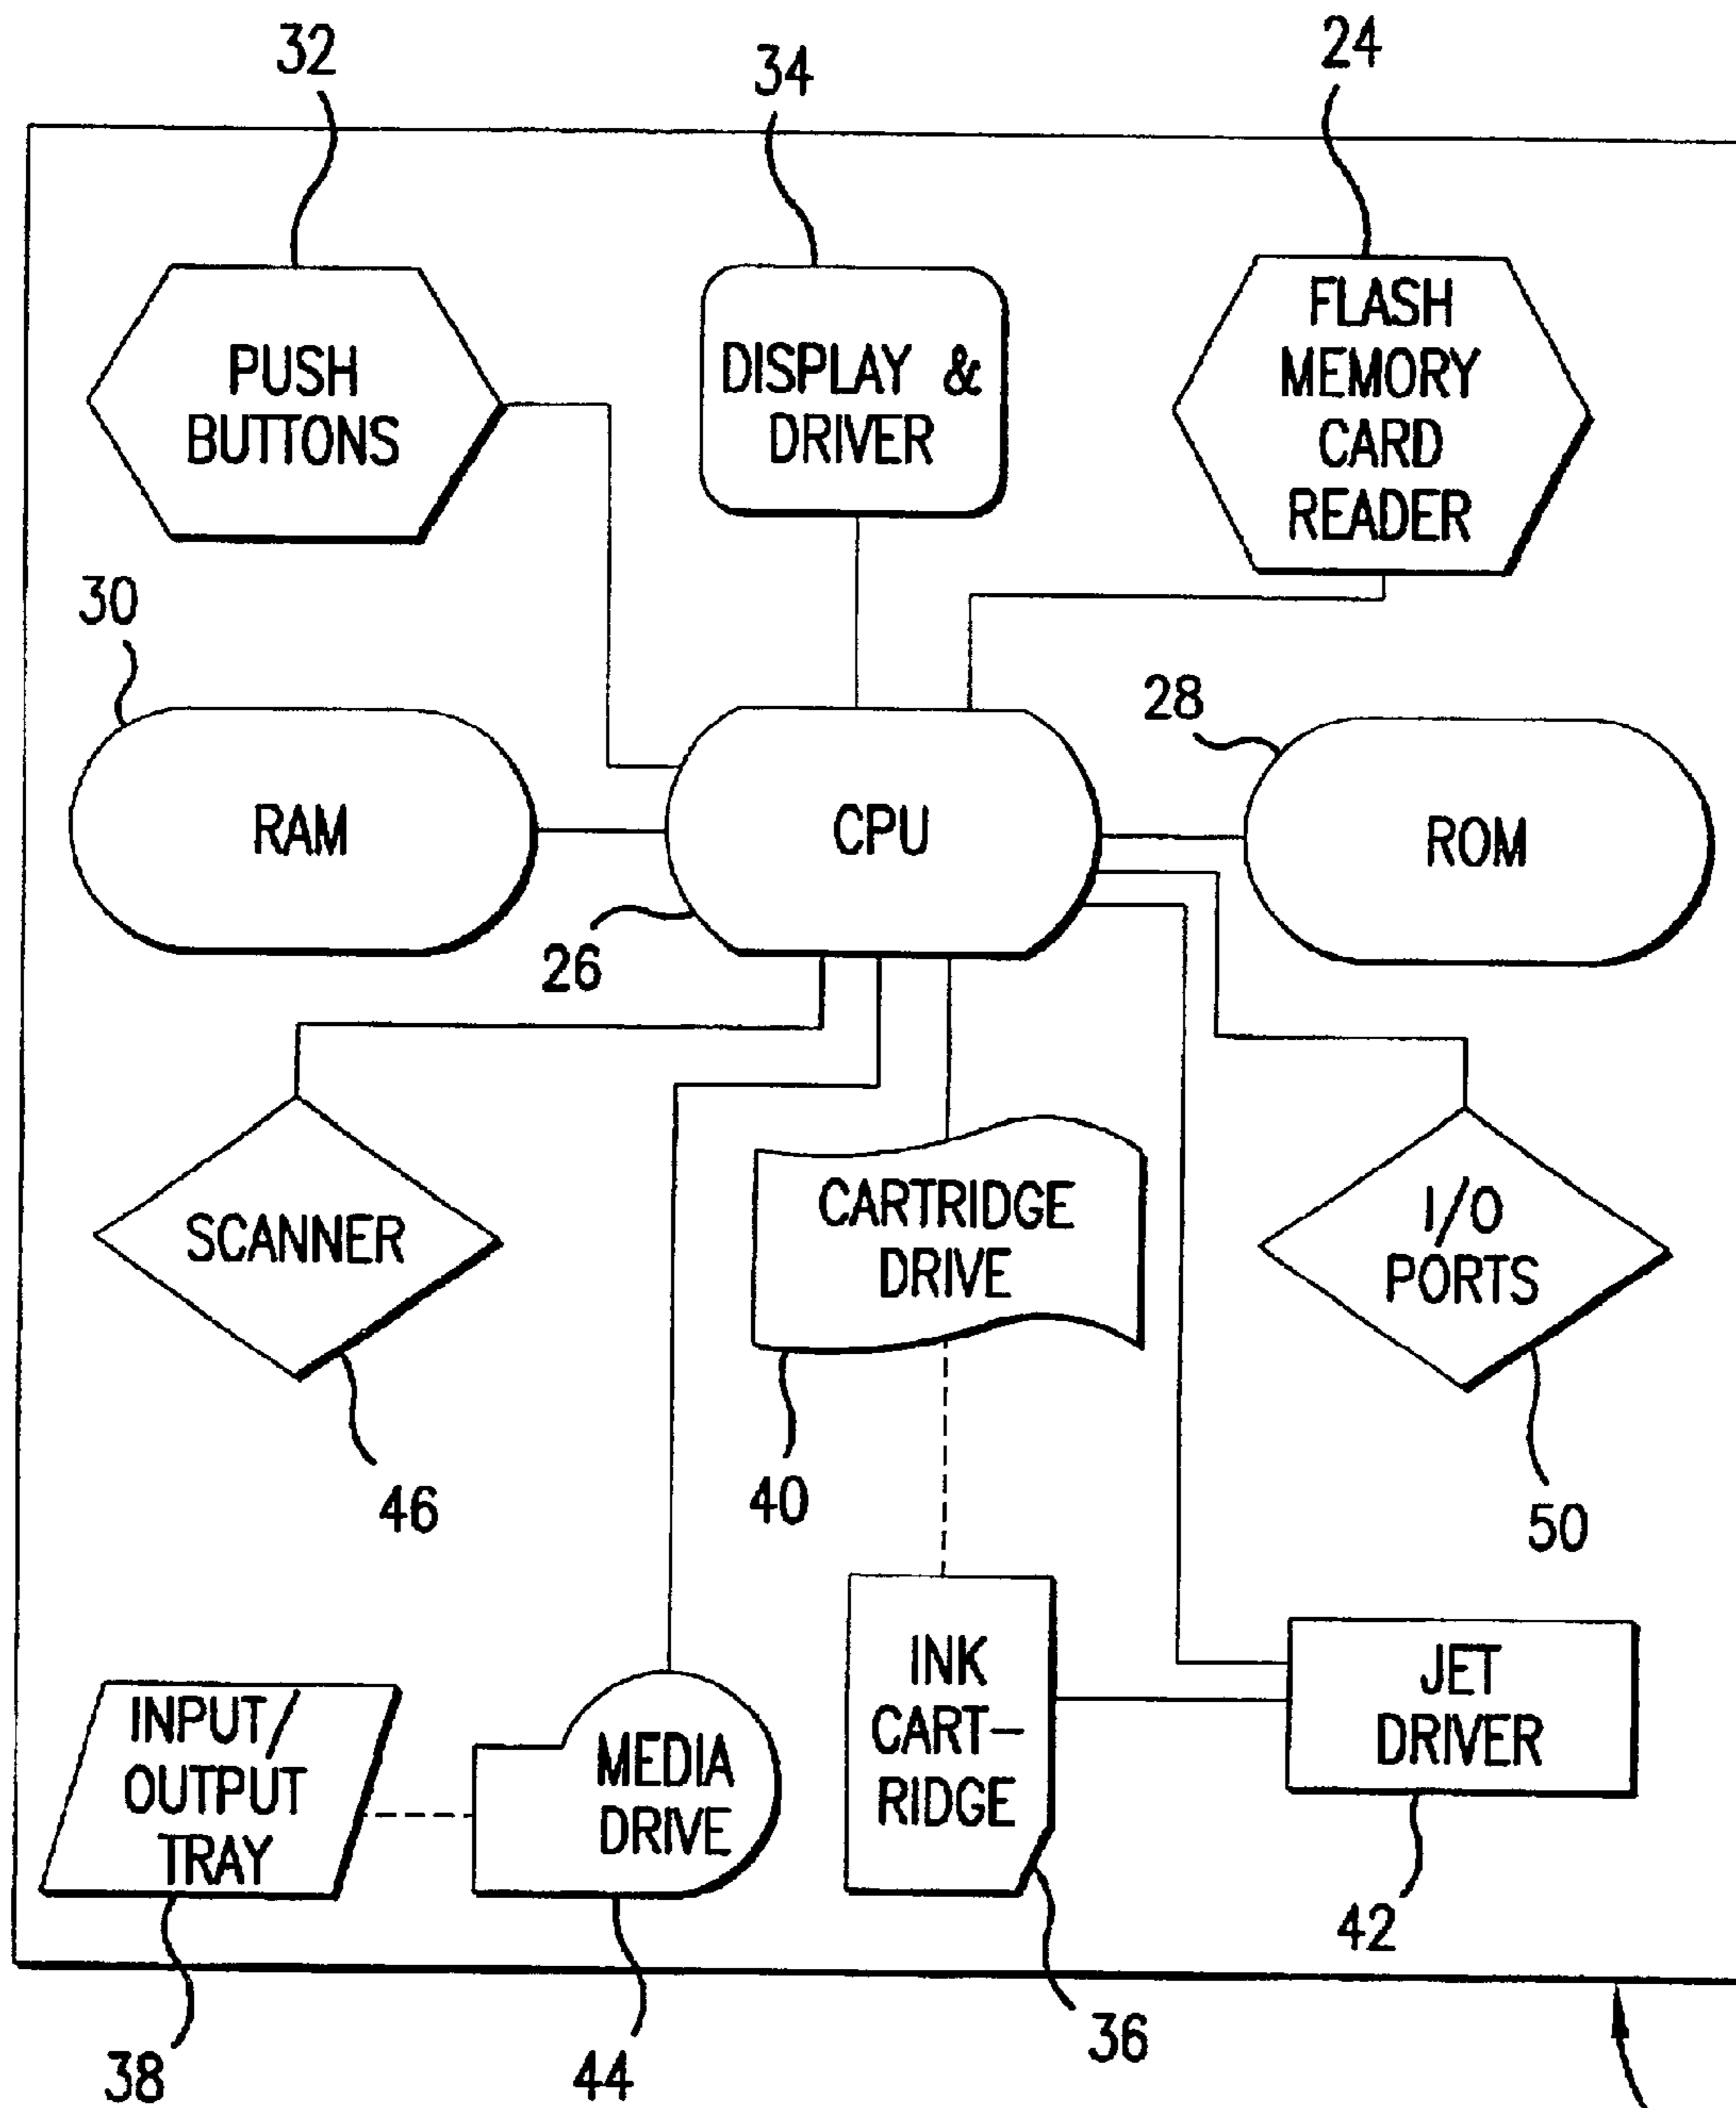 32
34
24
PUSH
BUTTONS
DISPLAY &
DRIVER
FLASH
MEMORY
CARD
READER
30
28
RAM
CPU
ROM
26
SCANNER
CARTRIDGE
DRIVE
I/O
PORTS
46
40
50
INPUT/
OUTPUT
TRAY
MEDIA
DRIVE
INK
CART-
RIDGE
JET
DRIVER
42
38
44
36